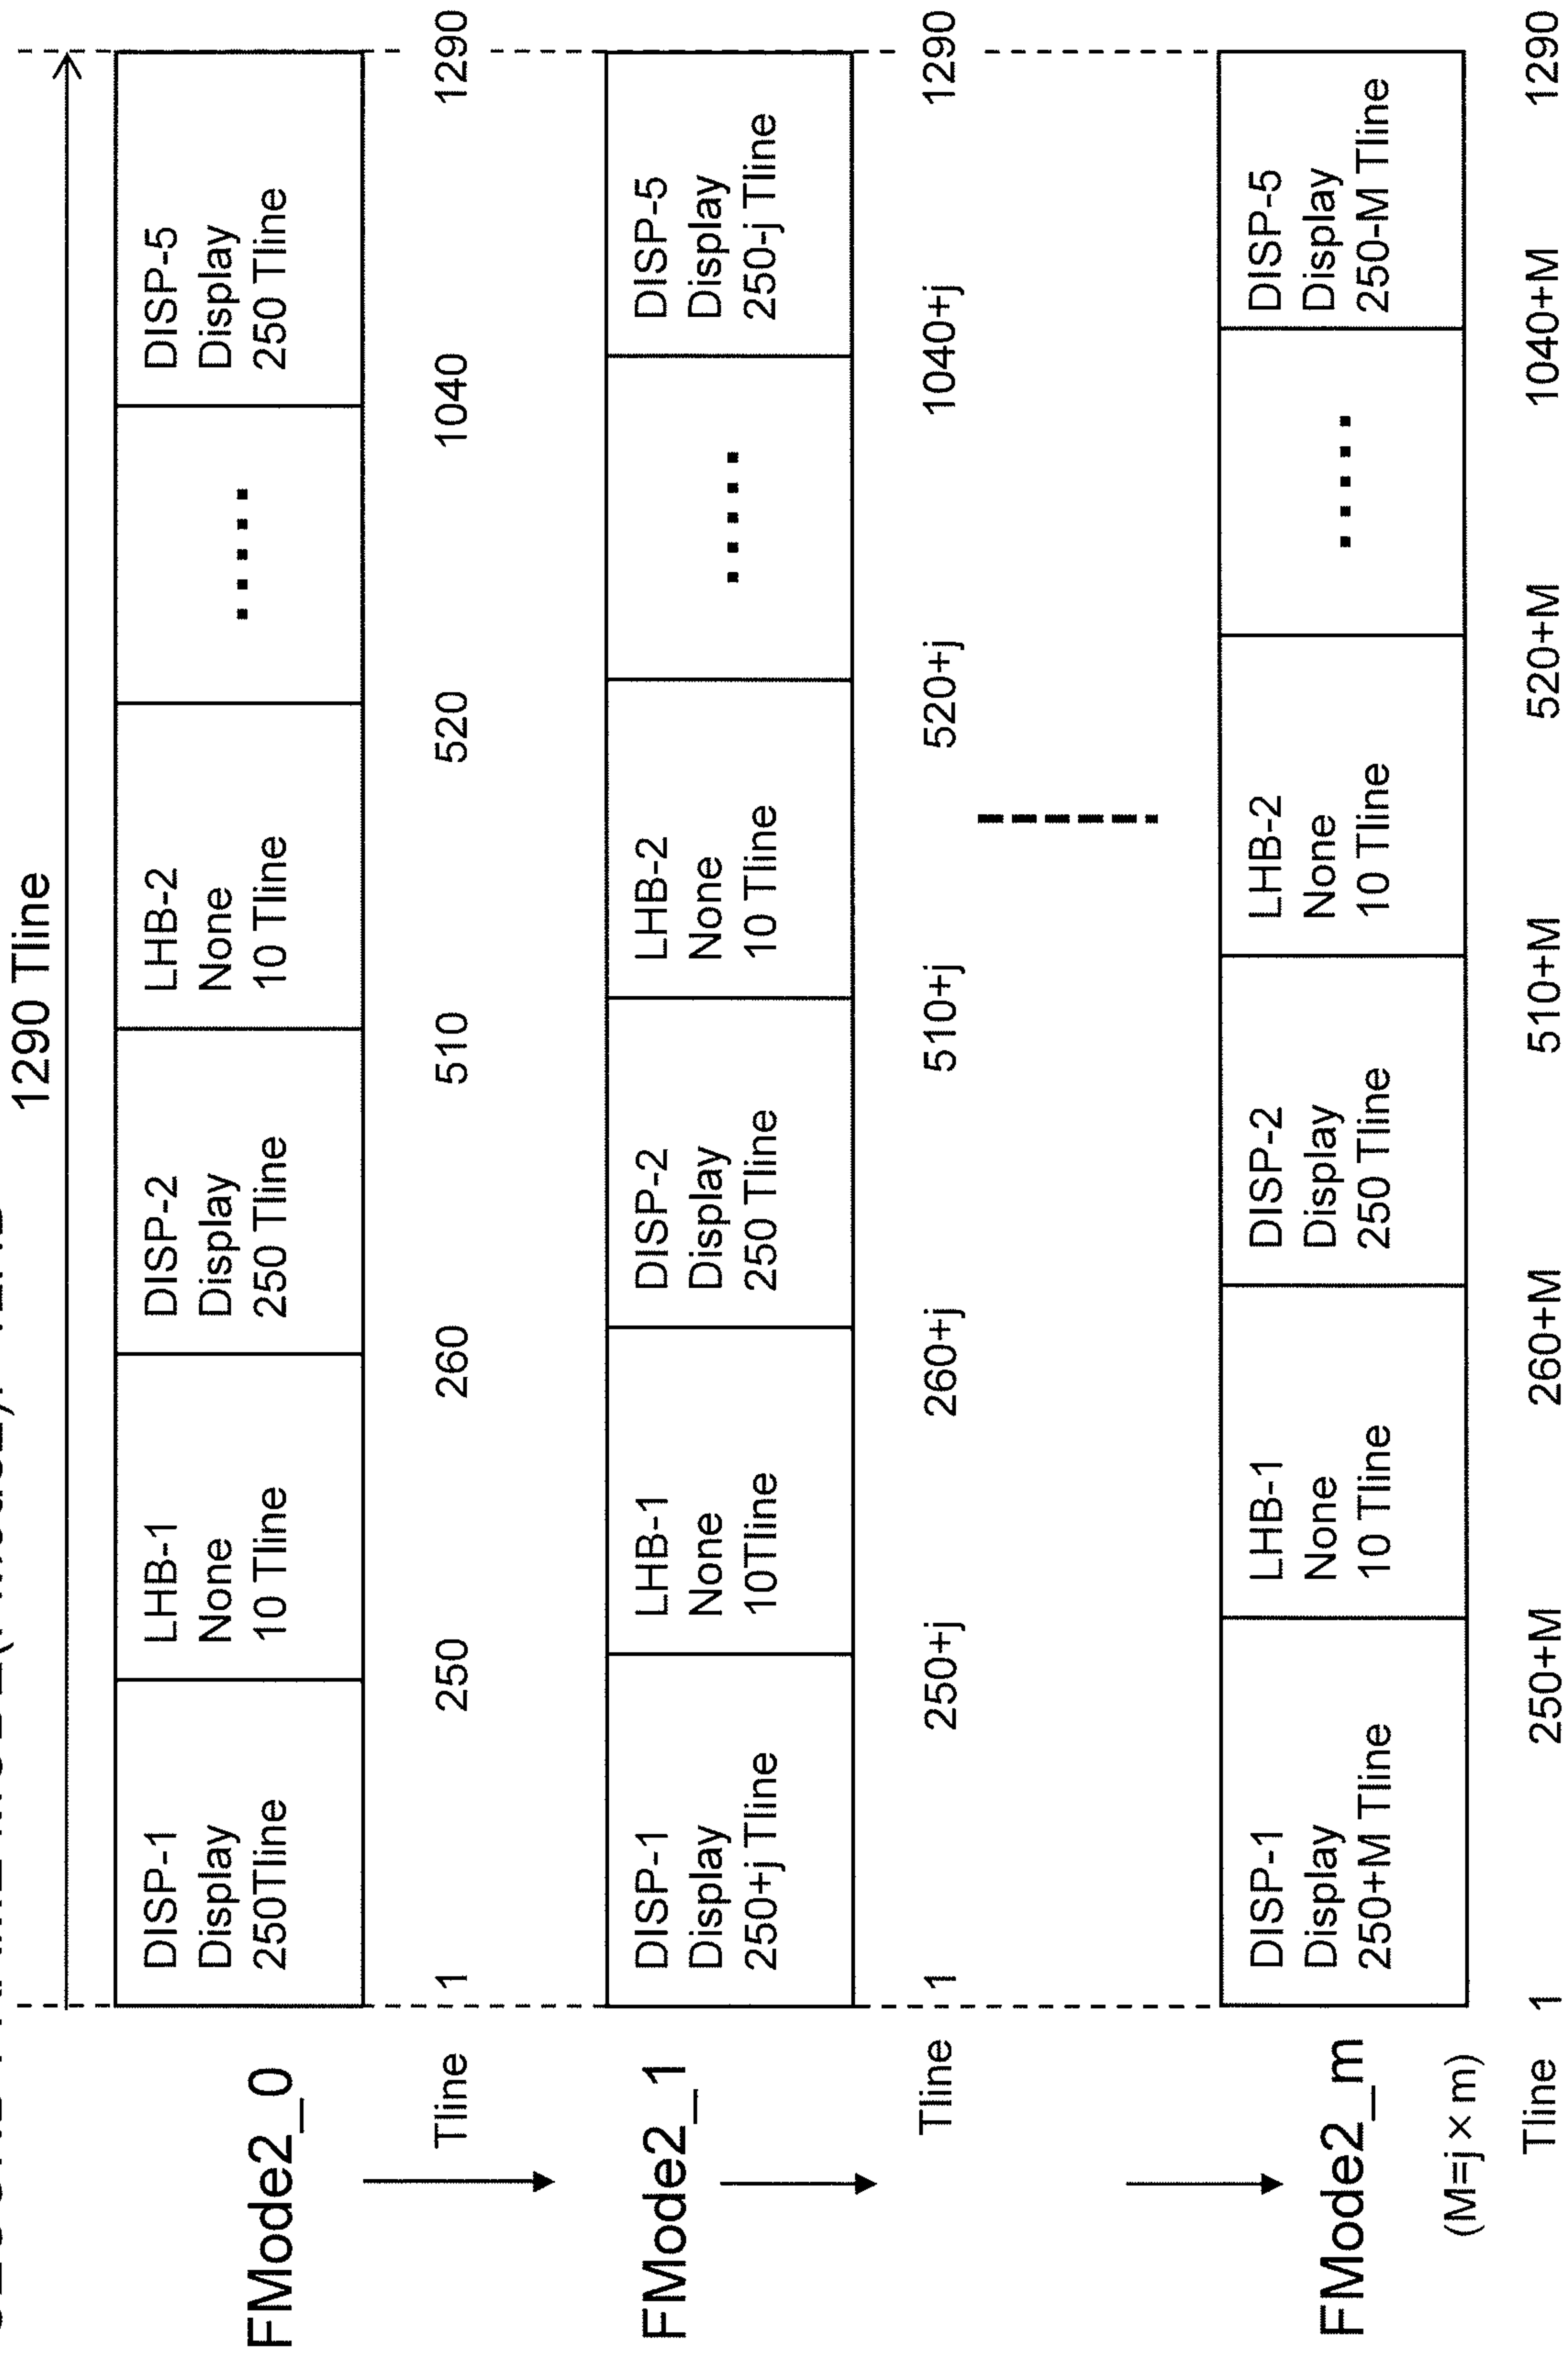 1290 Tline
FMode2_0
DISP-1
Display
250Tline
LHB-1
None
10 Tline
DISP-2
Display
250 Tline
LHB-2
None
10 Tline
.....
DISP-5
Display
250 Tline
Tline 1 250 260 510 520 1040 1290
FMode2_1
DISP-1
Display
250+j Tline
LHB-1
None
10Tline
DISP-2
Display
250 Tline
LHB-2
None
10 Tline
.....
DISP-5
Display
250-j Tline
Tline 1 250+j 260+j 510+j 520+j 1040+j 1290
FMode2_m
(M=j×m)
DISP-1
Display
250+M Tline
LHB-1
None
10 Tline
DISP-2
Display
250 Tline
LHB-2
None
10 Tline
.....
DISP-5
Display
250-M Tline
Tline 1 250+M 260+M 510+M 520+M 1040+M 1290